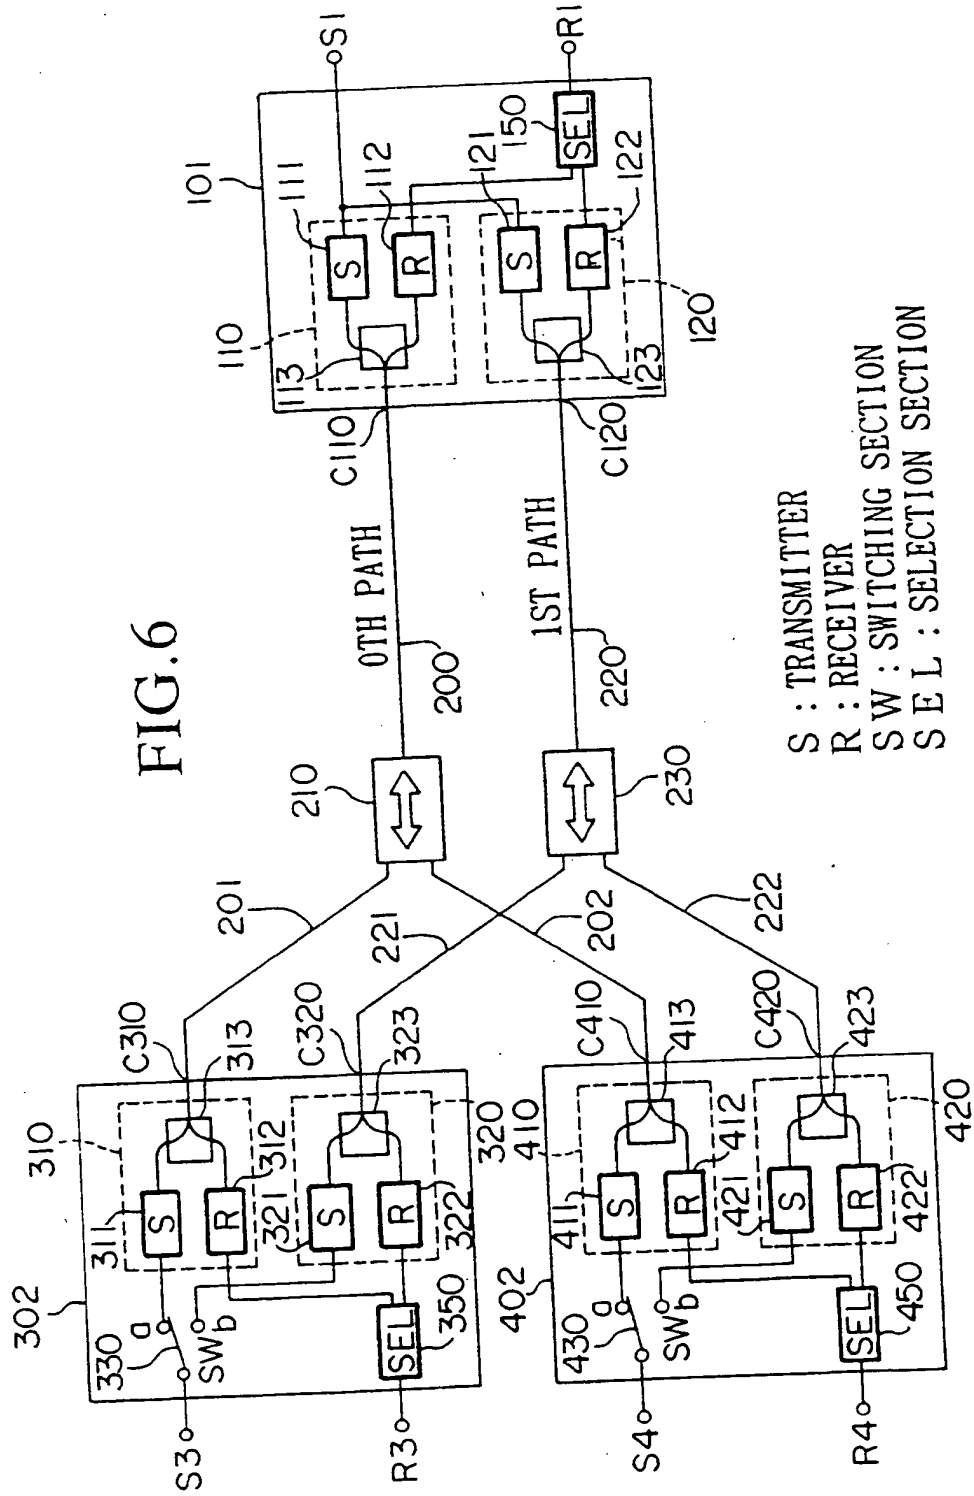 FIG.6
302
330
a
SW
b
S3
R3
311
S
R
312
310
313
C310
321
S
R
322
320
323
C320
SEL
350
402
430
a
SW
b
S4
R4
411
S
R
412
410
413
C410
421
S
R
422
420
423
C420
SEL
450
201
221
202
222
210
230
0TH PATH
200
1ST PATH
220
C110
C120
101
110
113
111
S
R
112
120
123
121
S
R
122
150
SEL
S1
R1
S : TRANSMITTER
R : RECEIVER
SW : SWITCHING SECTION
SEL : SELECTION SECTION